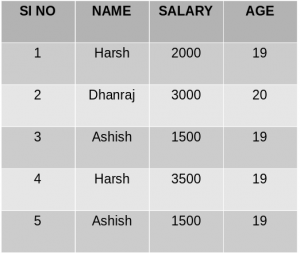 SI NO NAME SALARY AGE
1 Harsh 2000 19
2 Dhanraj 3000 20
3 Ashish 1500 19
4 Harsh 3500 19
5 Ashish 1500 19